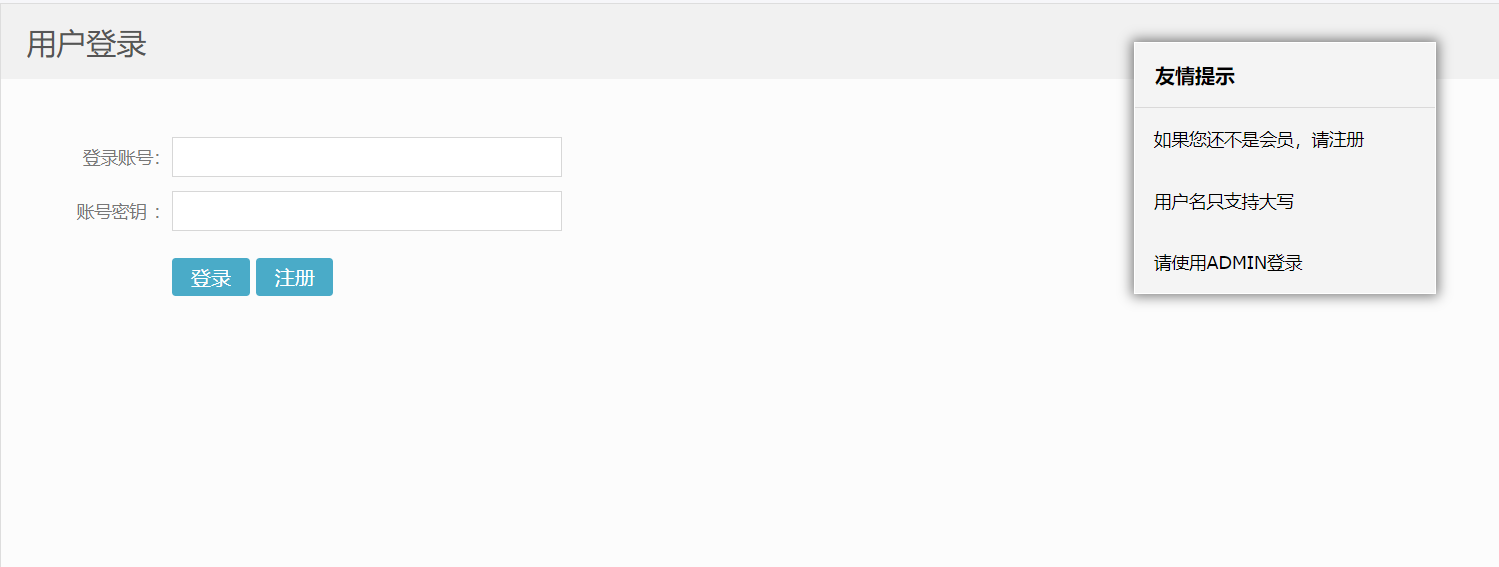 用户登录
友情提示
如果您还不是会员，请注册
用户名只支持大写
请使用ADMIN登录
登录账号：
账号密钥 ：
登录 注册